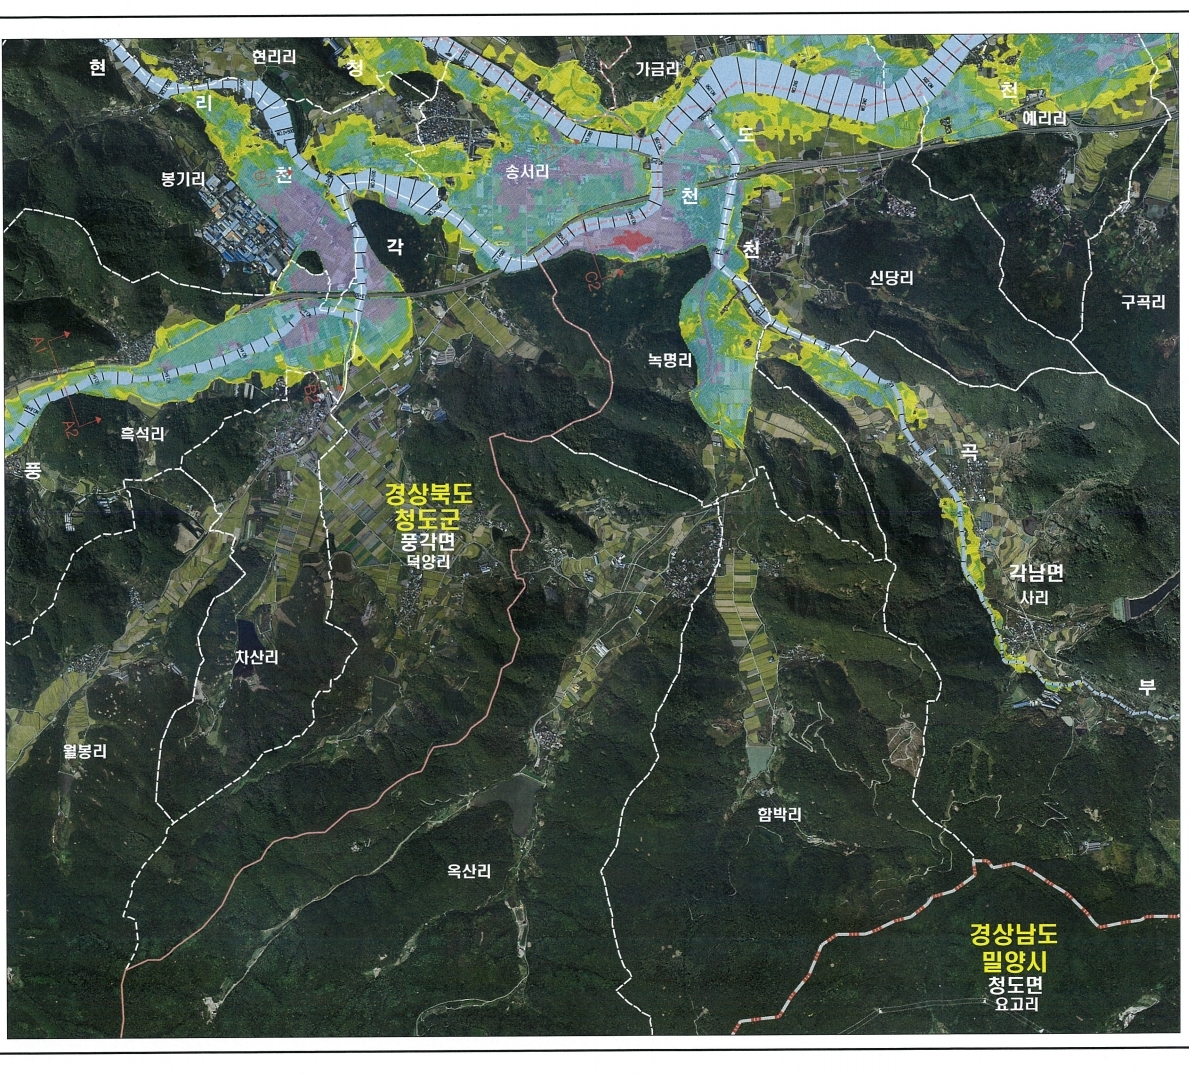 현
현리리
청
가금리
리
천
도
예리리
봉기리
천
송서리
천
각
천
C2
신당리
구곡리
A1
녹명리
B2
A2
흑석리
곡
풍
경상북도
청도군
풍각면
덕양리
각남면
사리
차산리
부
월봉리
함박리
옥산리
경상남도
밀양시
청도면
요고리